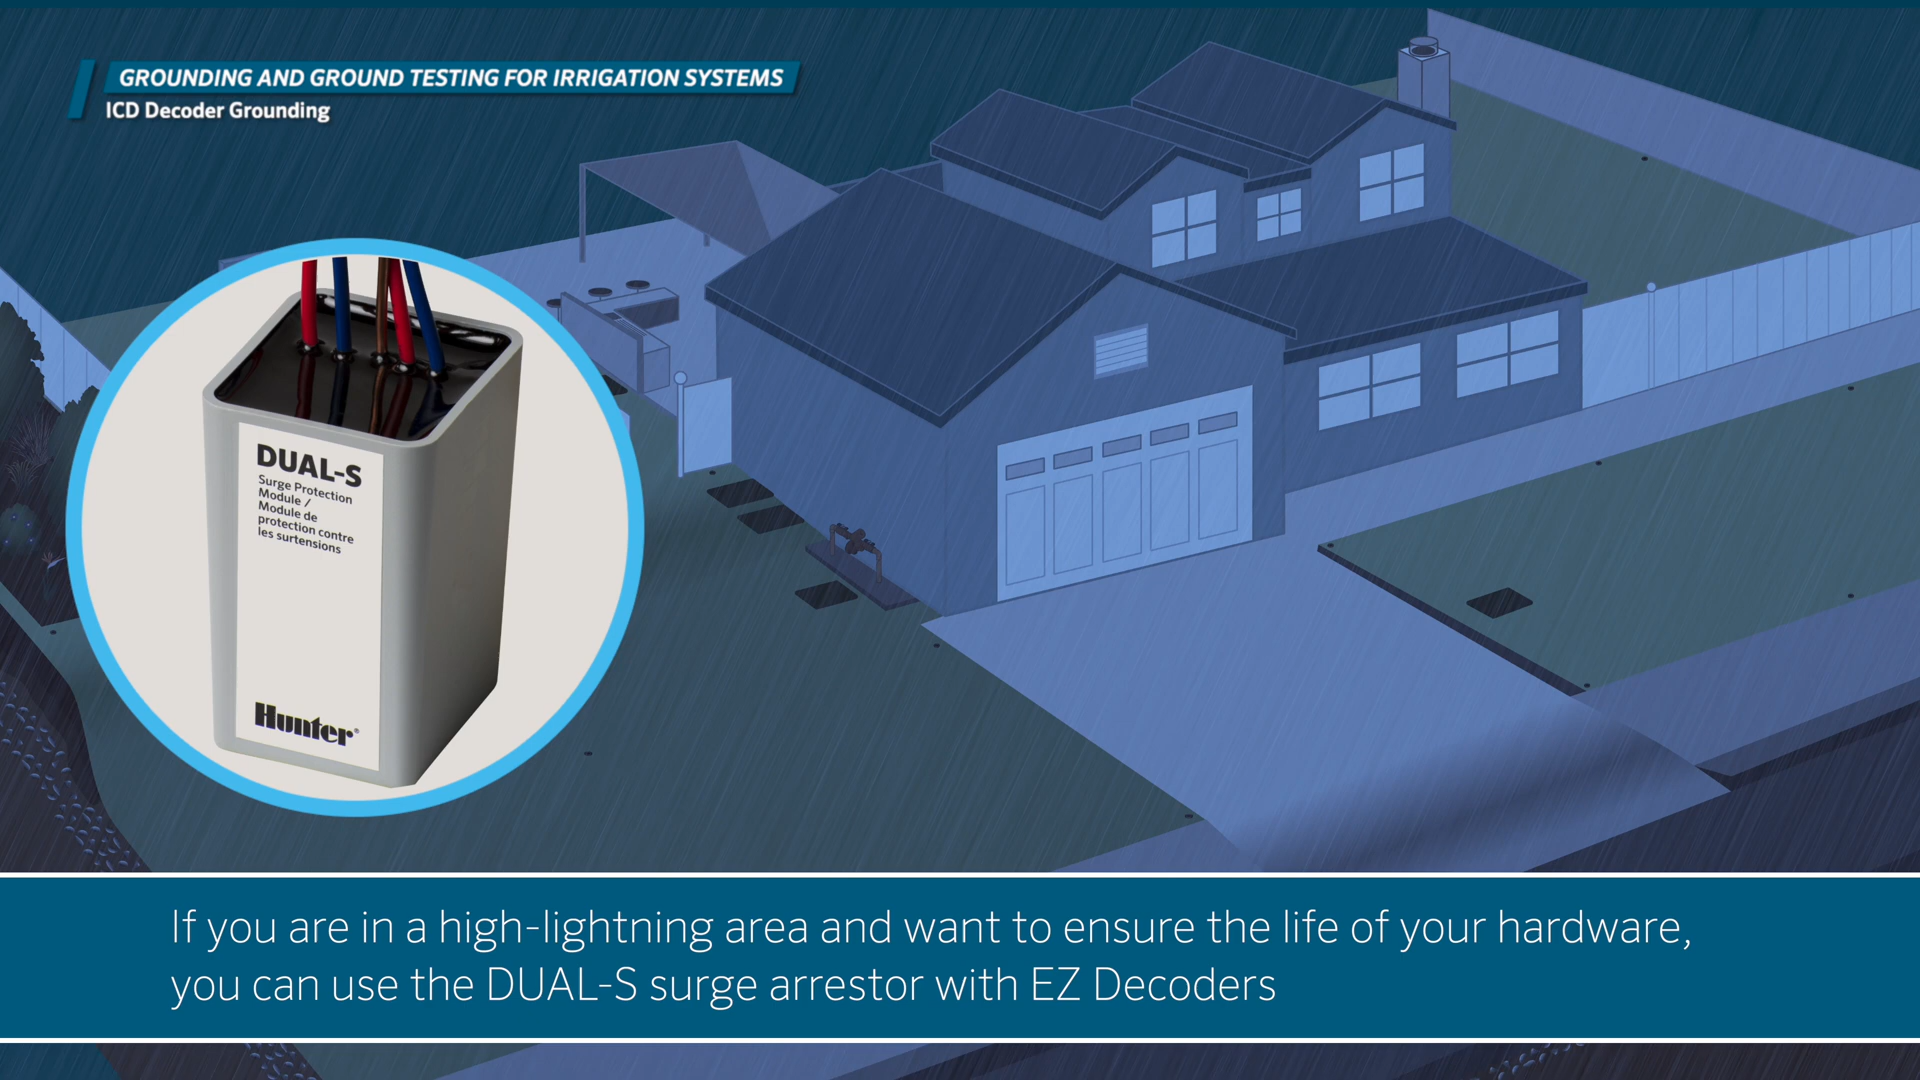 GROUNDING AND GROUND TESTING FOR IRRIGATION SYSTEMS
ICD Decoder Grounding
DUAL-S
Surge Protection
Module /
Module de
protection contre
les surtensions
Hunter®
If you are in a high-lightning area and want to ensure the life of your hardware,
you can use the DUAL-S surge arrestor with EZ Decoders